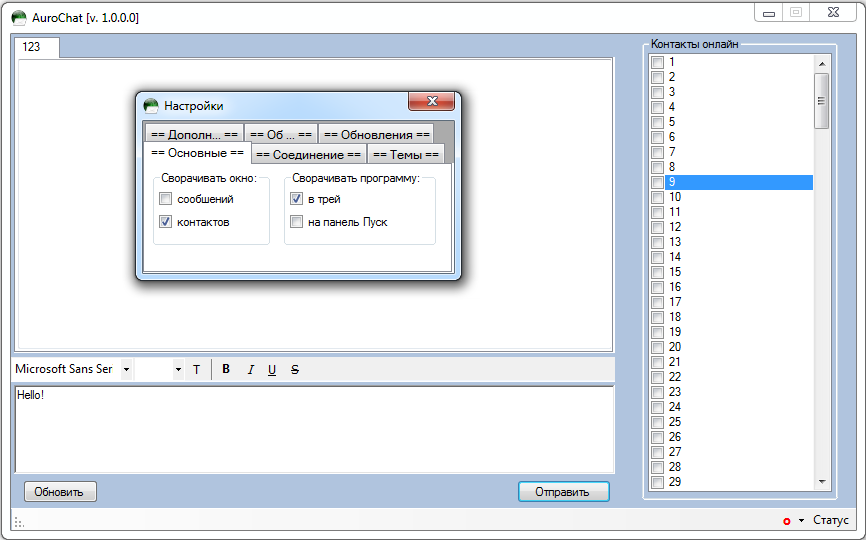 AuroChat [v. 1.0.0.0]
123
Настройки
== Дополн... ==
== Об ... ==
== Обновления ==
== Основные ==
== Соединение ==
== Темы ==
Сворачивать окно:
сообшений
контактов
Сворачивать программу:
в трей
на панель Пуск
Microsoft Sans Ser
T
B
I
U
S
Hello!
Обновить
Отправить
Контакты онлайн
1
2
3
4
5
6
7
8
9
10
11
12
13
14
15
16
17
18
19
20
21
22
23
24
25
26
27
28
29
Статус